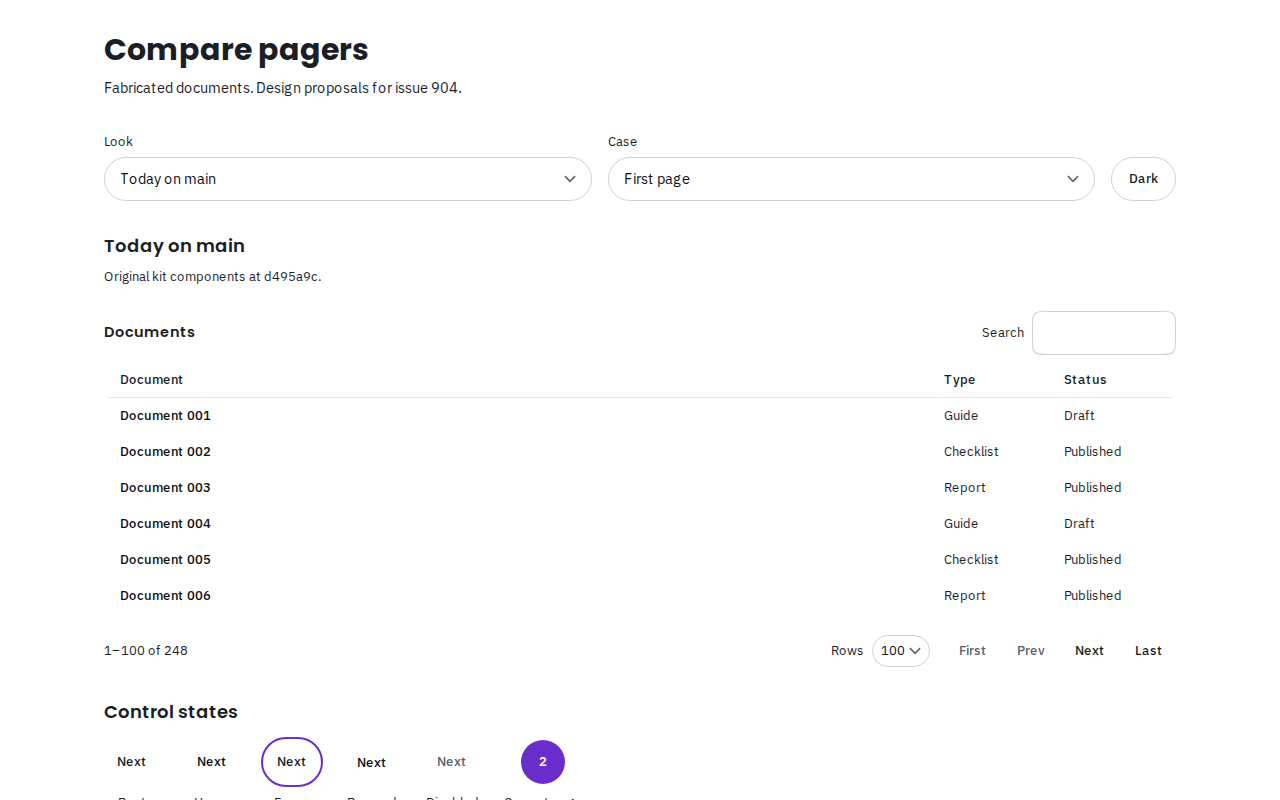 Compare pagers
Fabricated documents. Design proposals for issue 904.
Look Case
Today on main First page Dark
Today on main
Original kit components at d495a9c.
Documents Search
Document Type Status
Document 001 Guide Draft
Document 002 Checklist Published
Document 003 Report Published
Document 004 Guide Draft
Document 005 Checklist Published
Document 006 Report Published
1–100 of 248 Rows 100 First Prev Next Last
Control states
Next Next Next Next Next 2